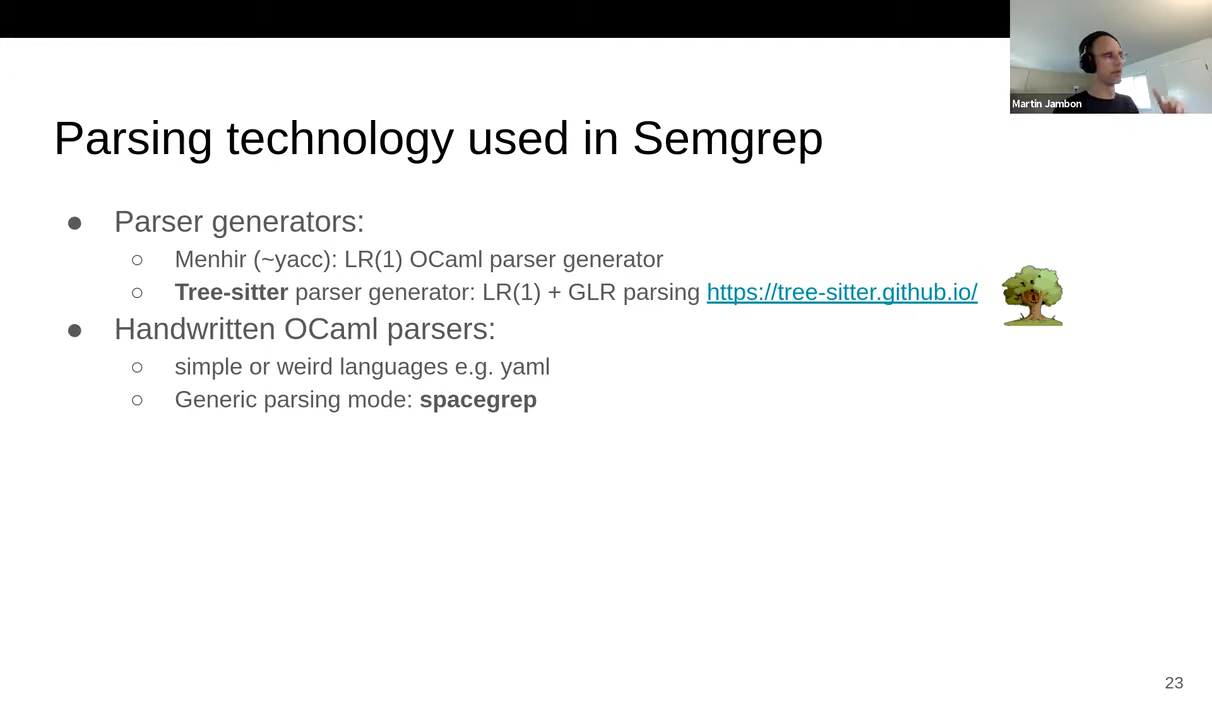 Martin Jambon
Parsing technology used in Semgrep
● Parser generators:
○ Menhir (~yacc): LR(1) OCaml parser generator
○ Tree-sitter parser generator: LR(1) + GLR parsing https://tree-sitter.github.io/
● Handwritten OCaml parsers:
○ simple or weird languages e.g. yaml
○ Generic parsing mode: spacegrep
23